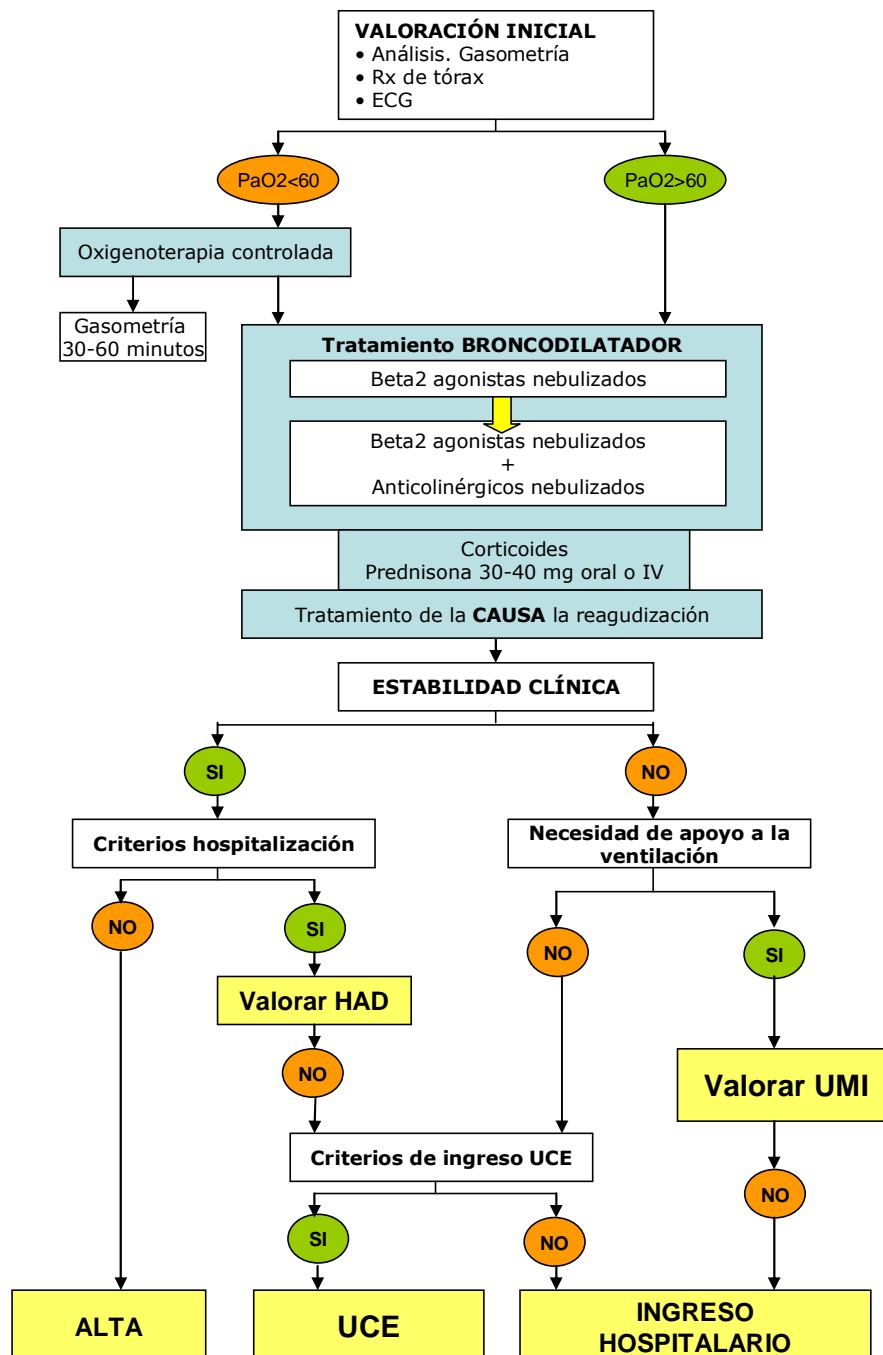 VALORACIÓN INICIAL
• Análisis. Gasometría
• Rx de tórax
• ECG
PaO2<60
PaO2>60
Oxigenoterapia controlada
Gasometría
30-60 minutos
Tratamiento BRONCODILATADOR
Beta2 agonistas nebulizados
Beta2 agonistas nebulizados
+
Anticolinérgicos nebulizados
Corticoides
Prednisona 30-40 mg oral o IV
Tratamiento de la CAUSA la reagudización
ESTABILIDAD CLÍNICA
SI
NO
Criterios hospitalización
Necesidad de apoyo a la
ventilación
NO
SI
NO
SI
Valorar HAD
NO
Valorar UMI
Criterios de ingreso UCE
NO
SI
NO
ALTA
UCE
INGRESO
HOSPITALARIO